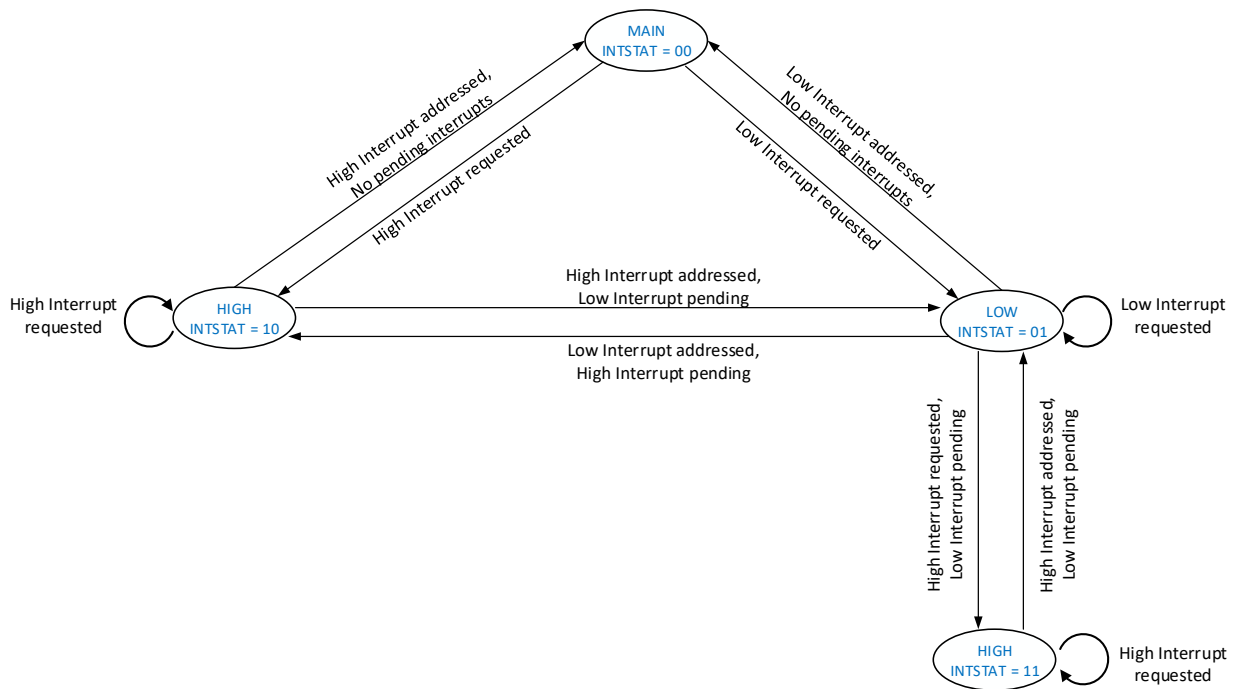 MAIN
INTSTAT = 00
High Interrupt addressed,
No pending interrupts
High Interrupt requested
Low Interrupt requested
Low Interrupt addressed,
No pending interrupts
High Interrupt
requested
HIGH
INTSTAT = 10
High Interrupt addressed,
Low Interrupt pending
Low Interrupt addressed,
High Interrupt pending
LOW
INTSTAT = 01
Low Interrupt
requested
High Interrupt requested,
Low Interrupt pending
High Interrupt addressed,
Low Interrupt pending
HIGH
INTSTAT = 11
High Interrupt
requested